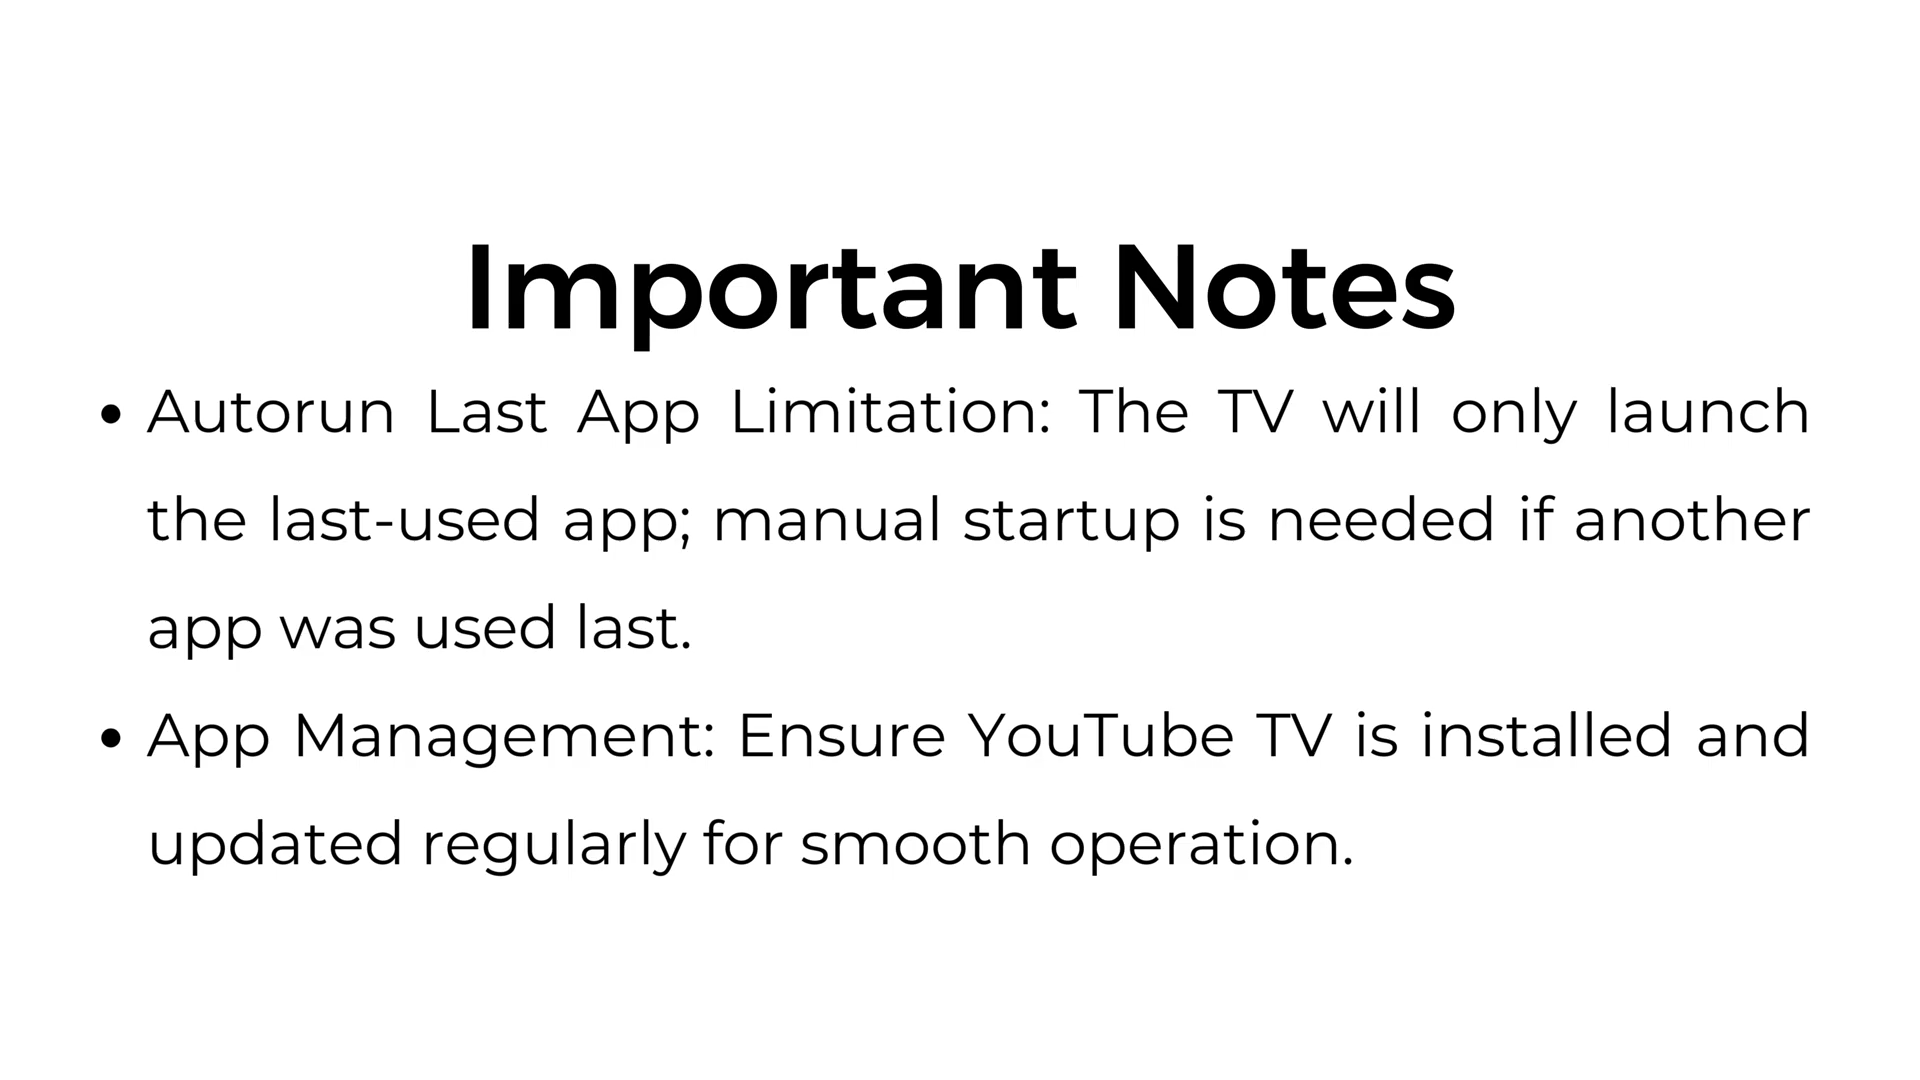 Important Notes
• Autorun Last App Limitation: The TV will only launch
the last-used app; manual startup is needed if another
app was used last.
• App Management: Ensure YouTube TV is installed and
updated regularly for smooth operation.